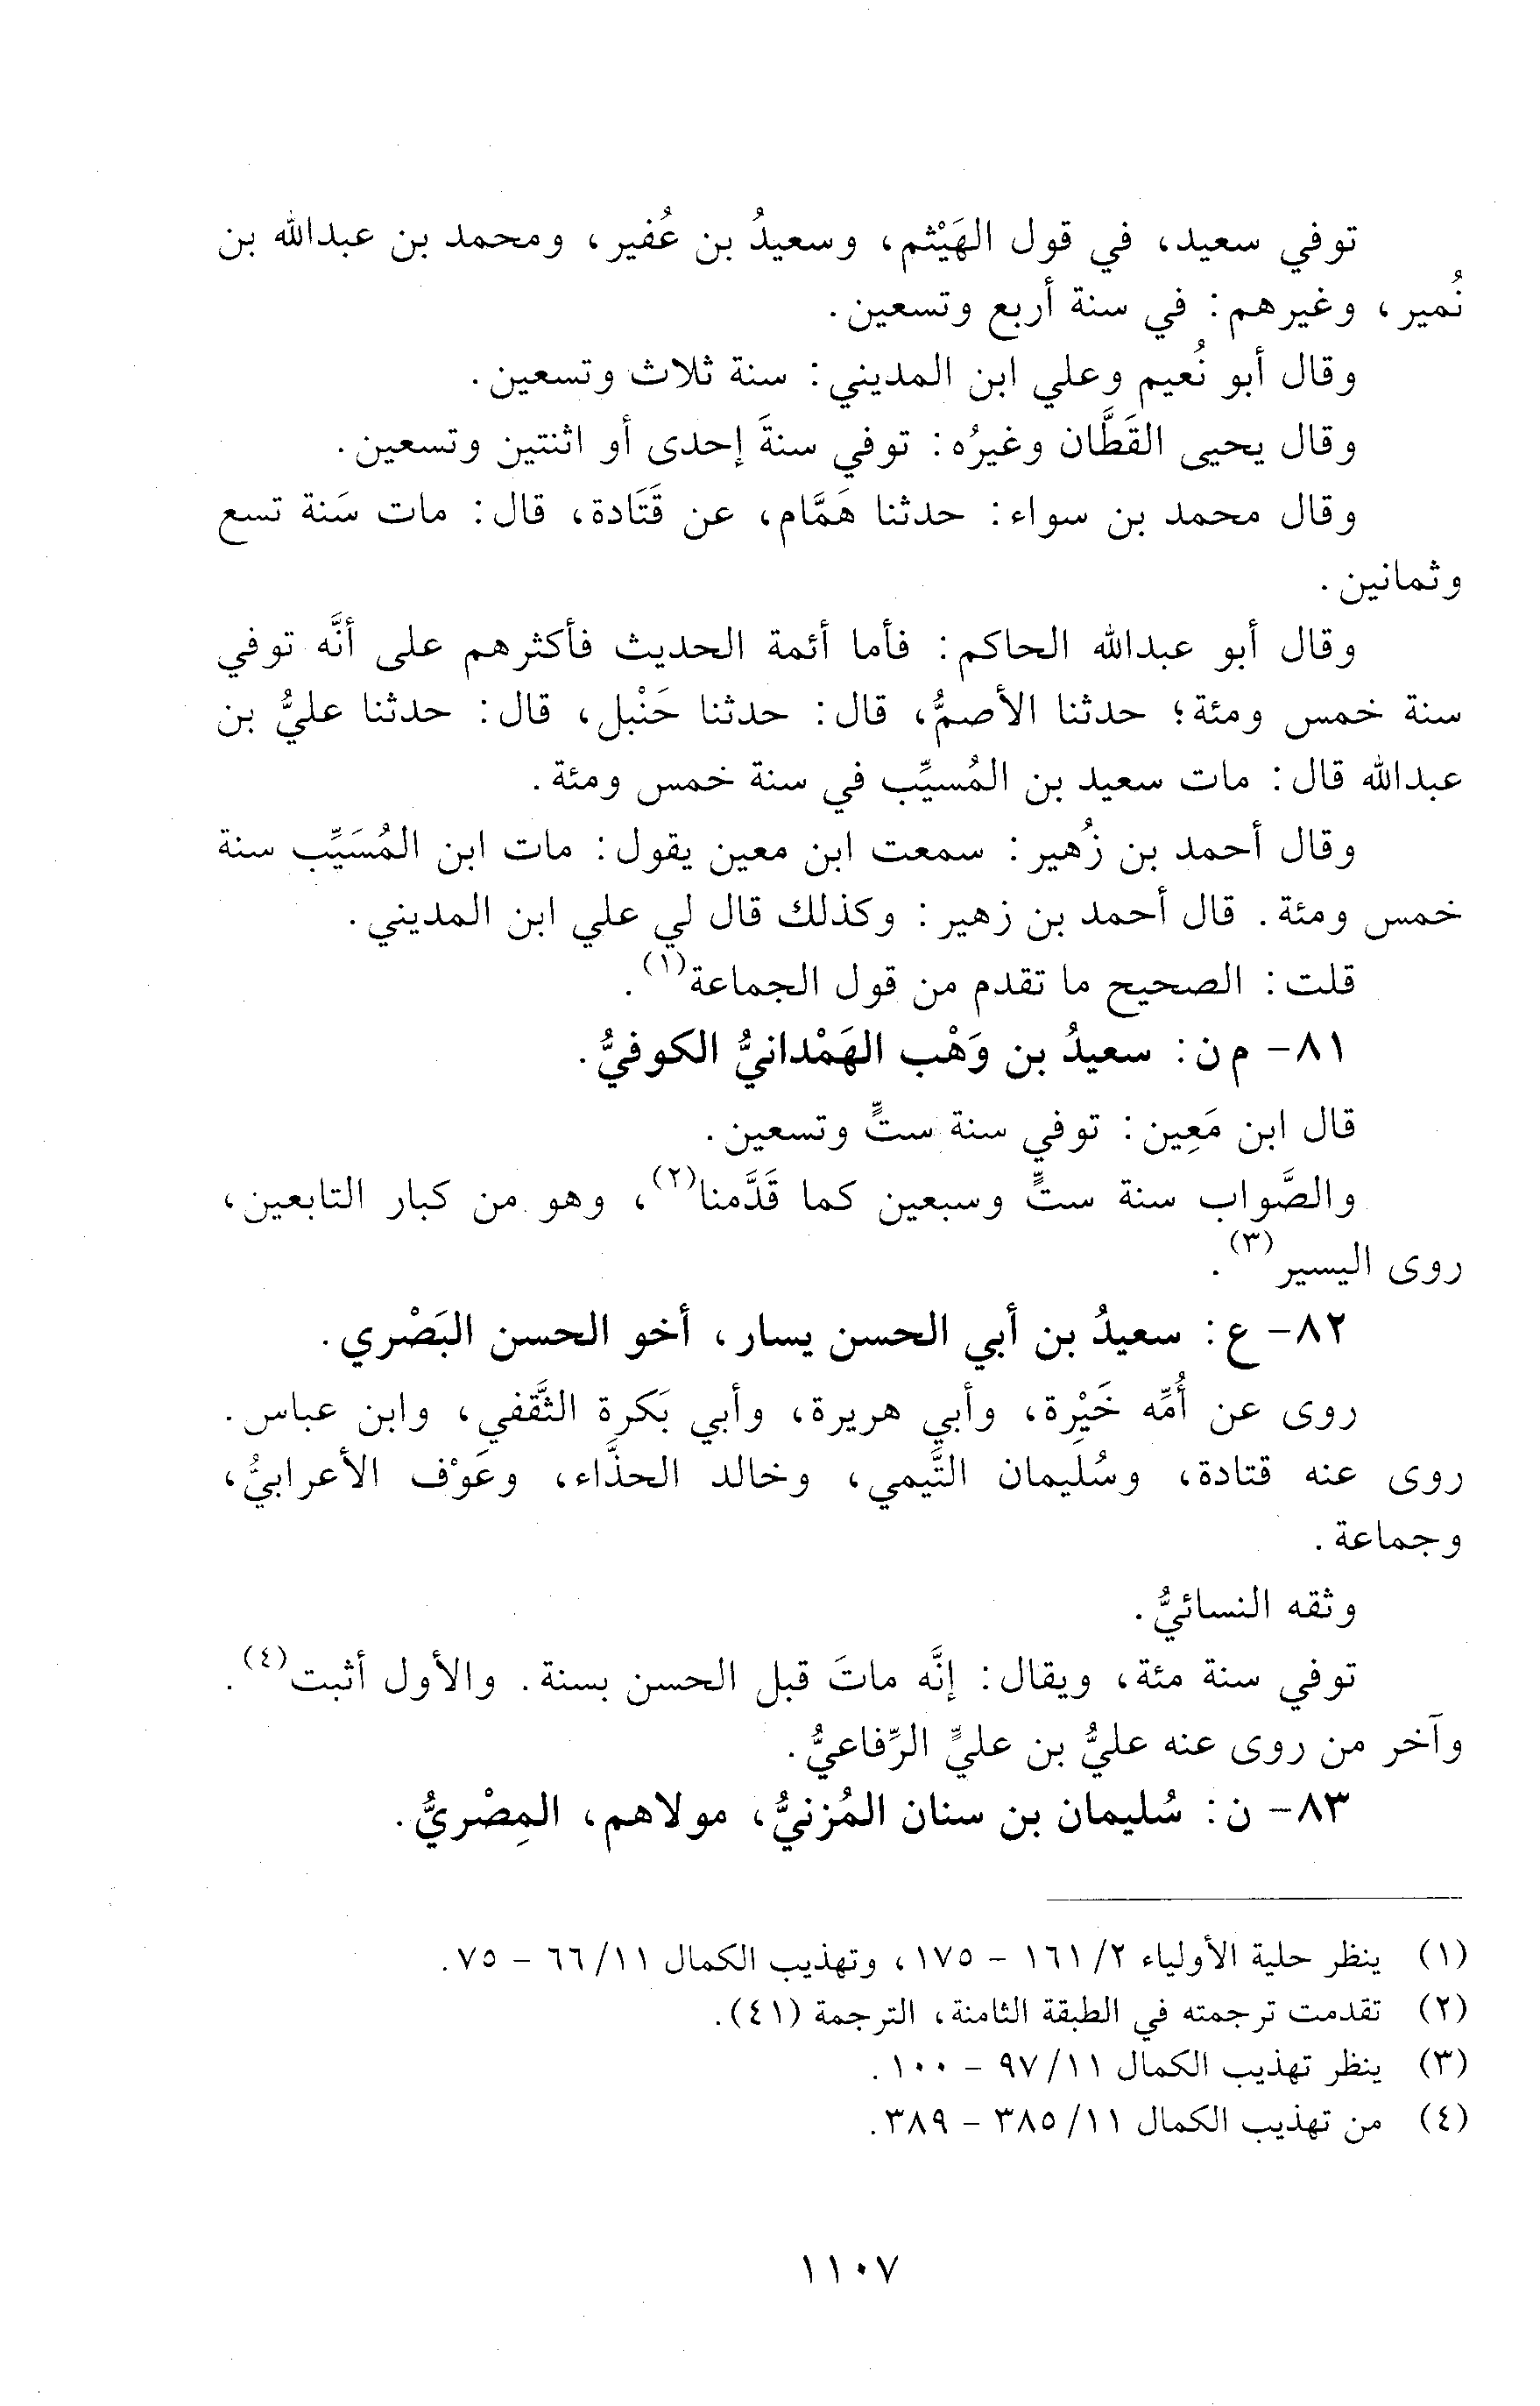 توفي سعيد، في قول الهَيْثم، وسعيدُ بن عُفير، ومحمد بن عبدالله بن
نُمير، وغيرهم: في سنة أربع وتسعين.
وقال أبو نُعيم وعلي ابن المديني: سنة ثلاث وتسعين.
وقال يحيى القَطَّان وغيرُه: توفي سنةَ إحدى أو اثنتين وتسعين.
وقال محمد بن سواء: حدثنا هَمَّام، عن قَتَادة، قال: مات سَنة تسع
وثمانين.
وقال أبو عبدالله الحاكم: فأما أئمة الحديث فأكثرهم على أنَّه توفي
سنة خمس ومئة؛ حدثنا الأصمُّ، قال: حدثنا حَنْبل، قال: حدثنا عليُّ بن
عبدالله قال: مات سعيد بن المُسيِّب في سنة خمس ومئة.
وقال أحمد بن زُهير: سمعت ابن معين يقول: مات ابن المُسَيِّب سنة
خمس ومئة. قال أحمد بن زهير: وكذلك قال لي علي ابن المديني.
قلت: الصحيح ما تقدم من قول الجماعة(١).
٨١- م ن: سعيدُ بن وَهْب الهَمْدانيُّ الكوفيُّ.
قال ابن مَعِين: توفي سنة ستٍّ وتسعين.
والصَّواب سنة ستٍّ وسبعين كما قَدَّمنا(٢)، وهو من كبار التابعين،
روى اليسير(٣).
٨٢- ع: سعيدُ بن أبي الحسن يسار، أخو الحسن البَصْري.
روى عن أُمِّه خَيْرة، وأبي هريرة، وأبي بَكرة الثَّقفي، وابن عباس.
روى عنه قتادة، وسُليمان التَّيمي، وخالد الحذَّاء، وعَوْف الأعرابيُّ،
وجماعة.
وثقه النسائيُّ.
توفي سنة مئة، ويقال: إنَّه ماتَ قبل الحسن بسنة. والأول أثبت(٤).
وآخر من روى عنه عليُّ بن عليٍّ الرِّفاعيُّ.
٨٣- ن: سُليمان بن سنان المُزنيُّ، مولاهم، المِصْريُّ.
(١) ينظر حلية الأولياء ٢/ ١٦١ - ١٧٥، وتهذيب الكمال ١١/ ٦٦ - ٧٥.
(٢) تقدمت ترجمته في الطبقة الثامنة، الترجمة (٤١).
(٣) ينظر تهذيب الكمال ١١/ ٩٧ - ١٠٠.
(٤) من تهذيب الكمال ١١/ ٣٨٥ - ٣٨٩.
١١٠٧